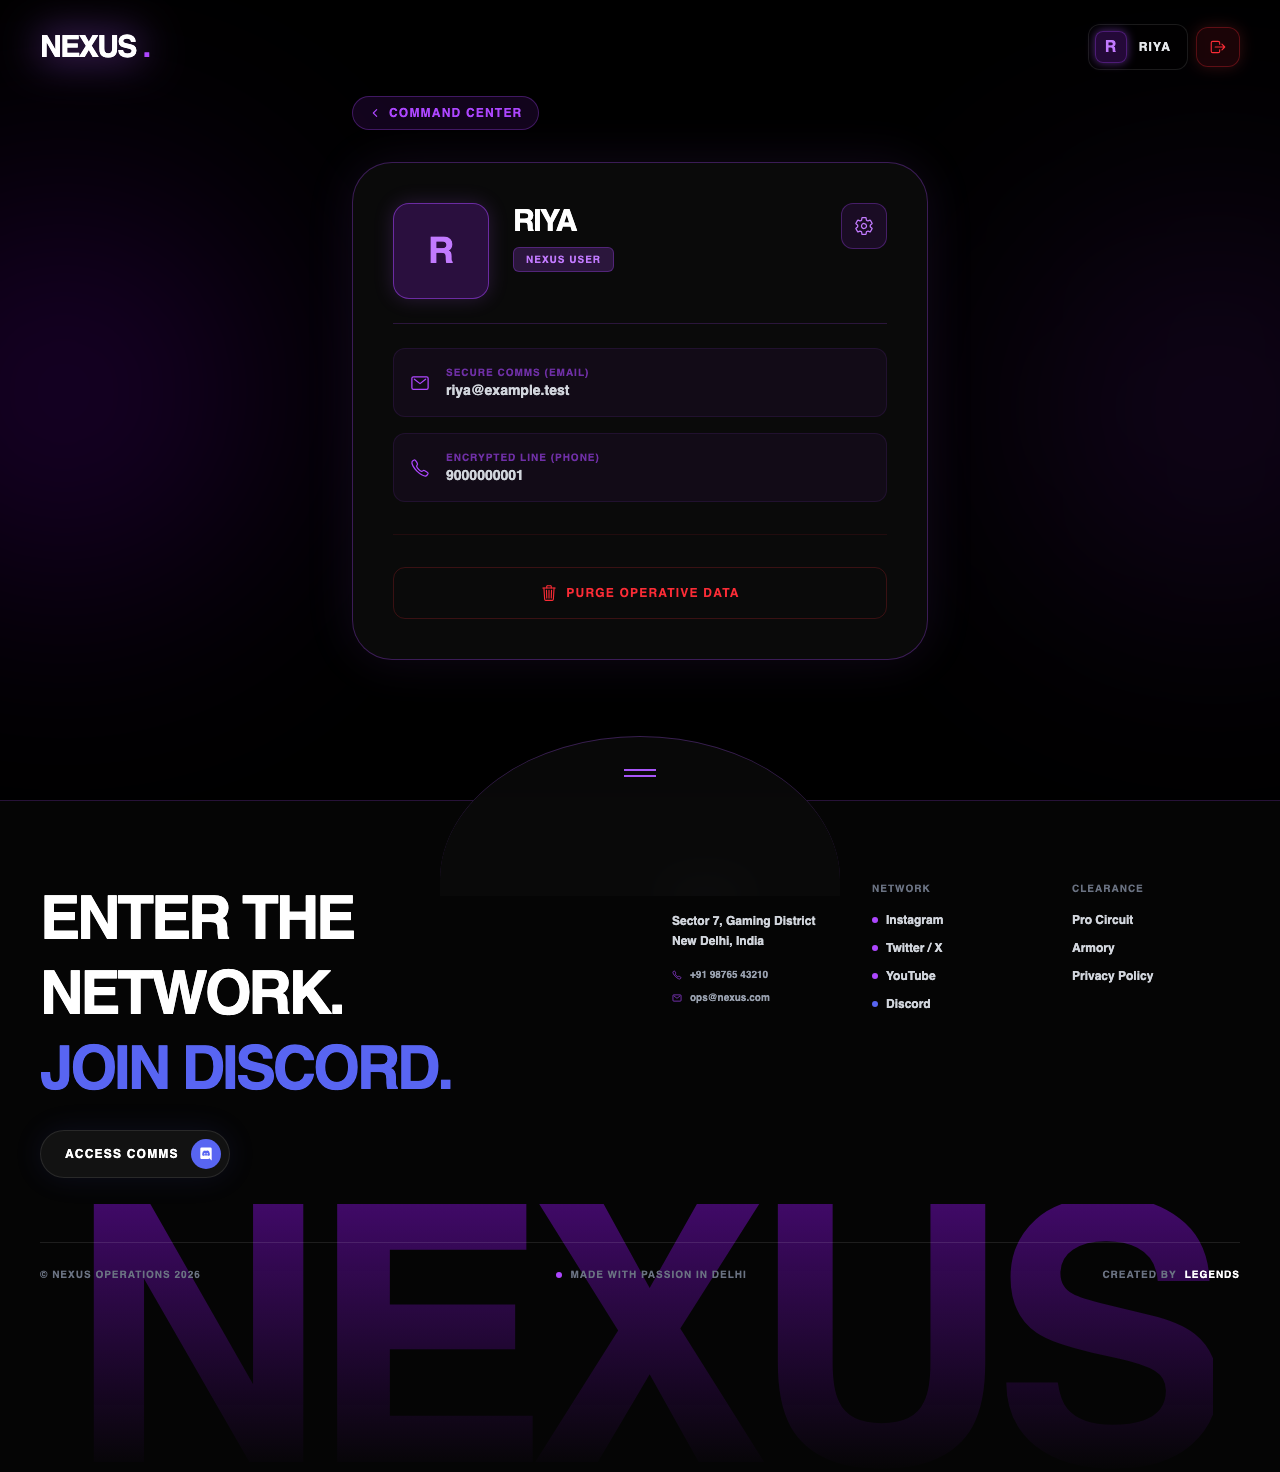 NEXUS .
R RIYA
COMMAND CENTER
R
RIYA
NEXUS USER
SECURE COMMS (EMAIL)
riya@example.test
ENCRYPTED LINE (PHONE)
9000000001
PURGE OPERATIVE DATA
ENTER THE
NETWORK.
JOIN DISCORD.
ACCESS COMMS
Sector 7, Gaming District
New Delhi, India
+91 98765 43210
ops@nexus.com
NETWORK
Instagram
Twitter / X
YouTube
Discord
CLEARANCE
Pro Circuit
Armory
Privacy Policy
NEXUS
© NEXUS OPERATIONS 2026
MADE WITH PASSION IN DELHI
CREATED BY LEGENDS